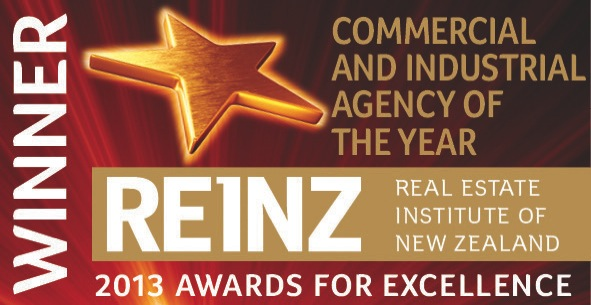 WINNER
COMMERCIAL
AND INDUSTRIAL
AGENCY OF
THE YEAR
REINZ
REAL ESTATE
INSTITUTE OF
NEW ZEALAND
2013 AWARDS FOR EXCELLENCE